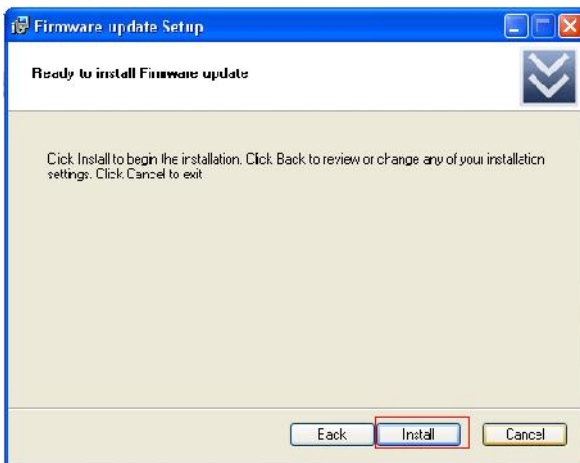 Firmware update Setup
Ready to install Firmware update
Click Install to begin the installation. Click Back to review or change any of your installation
settings. Click Cancel to exit
Back
Install
Cancel